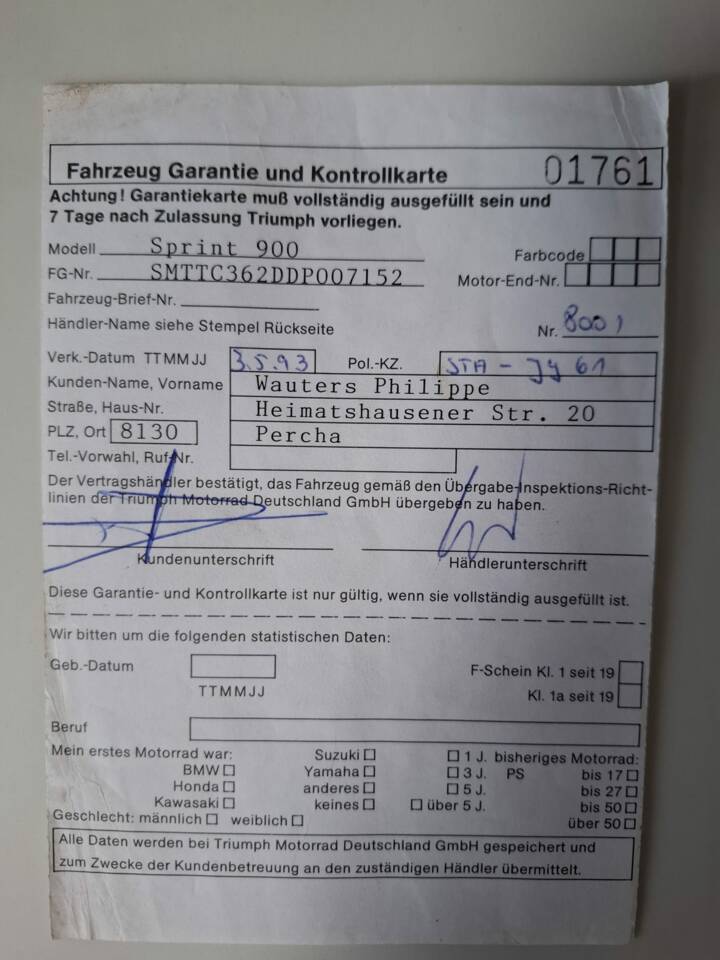 Fahrzeug Garantie und Kontrollkarte 01761
Achtung! Garantiekarte muß vollständig ausgefüllt sein und
7 Tage nach Zulassung Triumph vorliegen.
Modell Sprint 900 Farbcode
FG-Nr. SMTTC362DDP007152 Motor-End-Nr.
Fahrzeug-Brief-Nr.
Händler-Name siehe Stempel Rückseite Nr. 8001
Verk.-Datum TTMMJJ 3.5.93 Pol.-KZ. STA - JY 61
Kunden-Name, Vorname Wauters Philippe
Straße, Haus-Nr. Heimatshausener Str. 20
PLZ, Ort 8130 Percha
Tel.-Vorwahl, Ruf-Nr.
Der Vertragshändler bestätigt, das Fahrzeug gemäß den Übergabe-Inspektions-Richt-
linien der Triumph Motorrad Deutschland GmbH übergeben zu haben.
Kundenunterschrift Händlerunterschrift
Diese Garantie- und Kontrollkarte ist nur gültig, wenn sie vollständig ausgefüllt ist.
Wir bitten um die folgenden statistischen Daten:
Geb.-Datum F-Schein Kl. 1 seit 19
TTMMJJ Kl. 1a seit 19
Beruf
Mein erstes Motorrad war: Suzuki 1 J. bisheriges Motorrad:
BMW Yamaha 3 J. PS bis 17
Honda anderes 5 J. bis 27
Kawasaki keines über 5 J. bis 50
Geschlecht: männlich weiblich über 50
Alle Daten werden bei Triumph Motorrad Deutschland GmbH gespeichert und
zum Zwecke der Kundenbetreuung an den zuständigen Händler übermittelt.